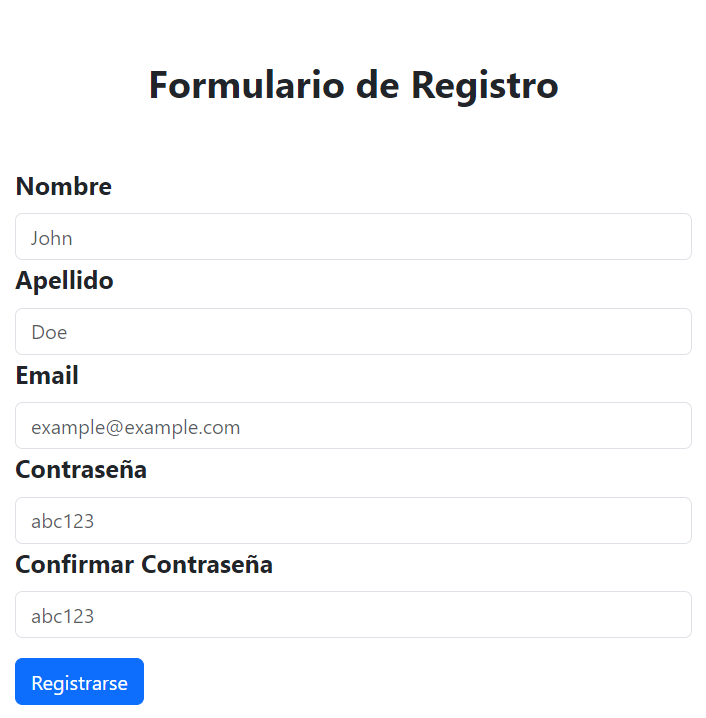 Formulario de Registro
Nombre
John
Apellido
Doe
Email
example@example.com
Contraseña
abc123
Confirmar Contraseña
abc123
Registrarse